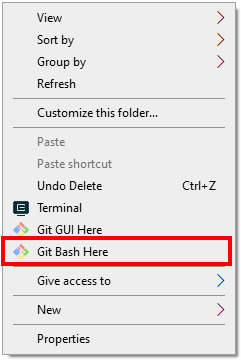 View
Sort by
Group by
Refresh
Customize this folder...
Paste
Paste shortcut
Undo Delete Ctrl+Z
Terminal
Git GUI Here
Git Bash Here
Give access to
New
Properties